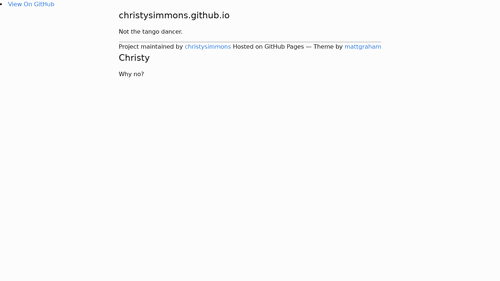 View On GitHub
christysimmons.github.io
Not the tango dancer.
Project maintained by christysimmons Hosted on GitHub Pages — Theme by mattgraham
Christy
Why no?